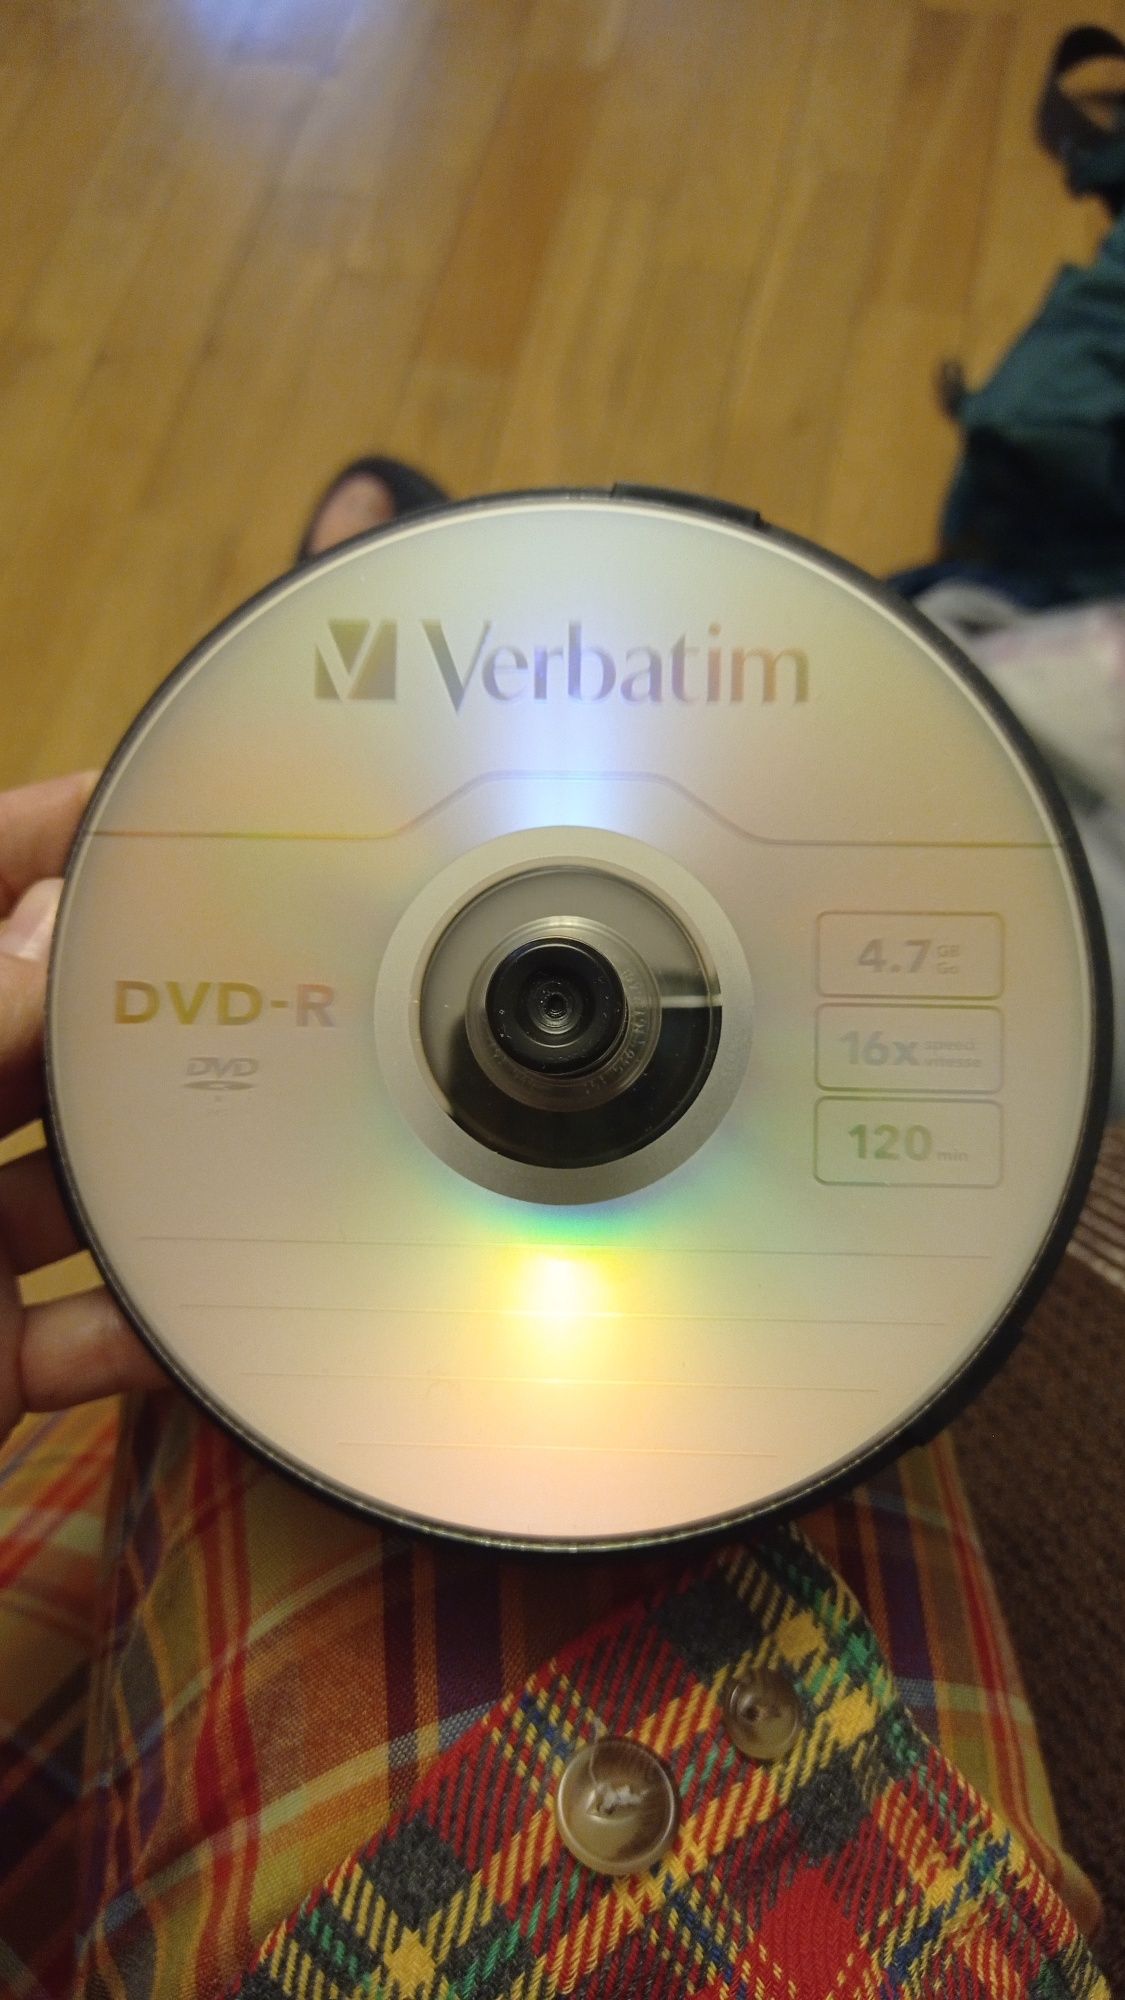 Verbatim
DVD-R
DVD
R
4.7 GB
Go
16x speed
vitesse
120 min